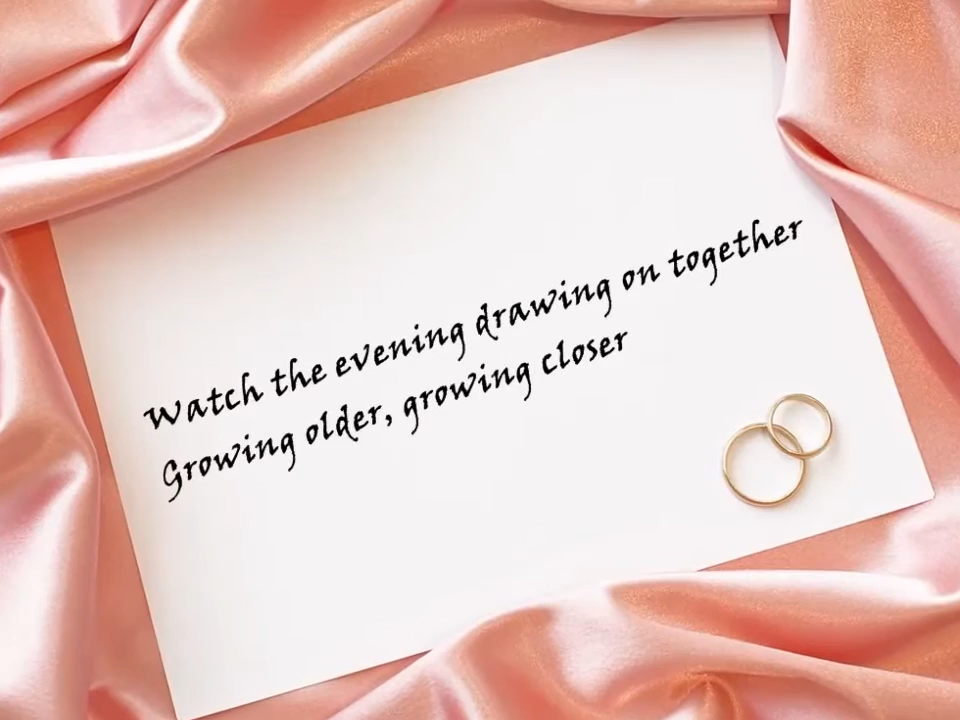 Watch the evening drawing on together
Growing older, growing closer